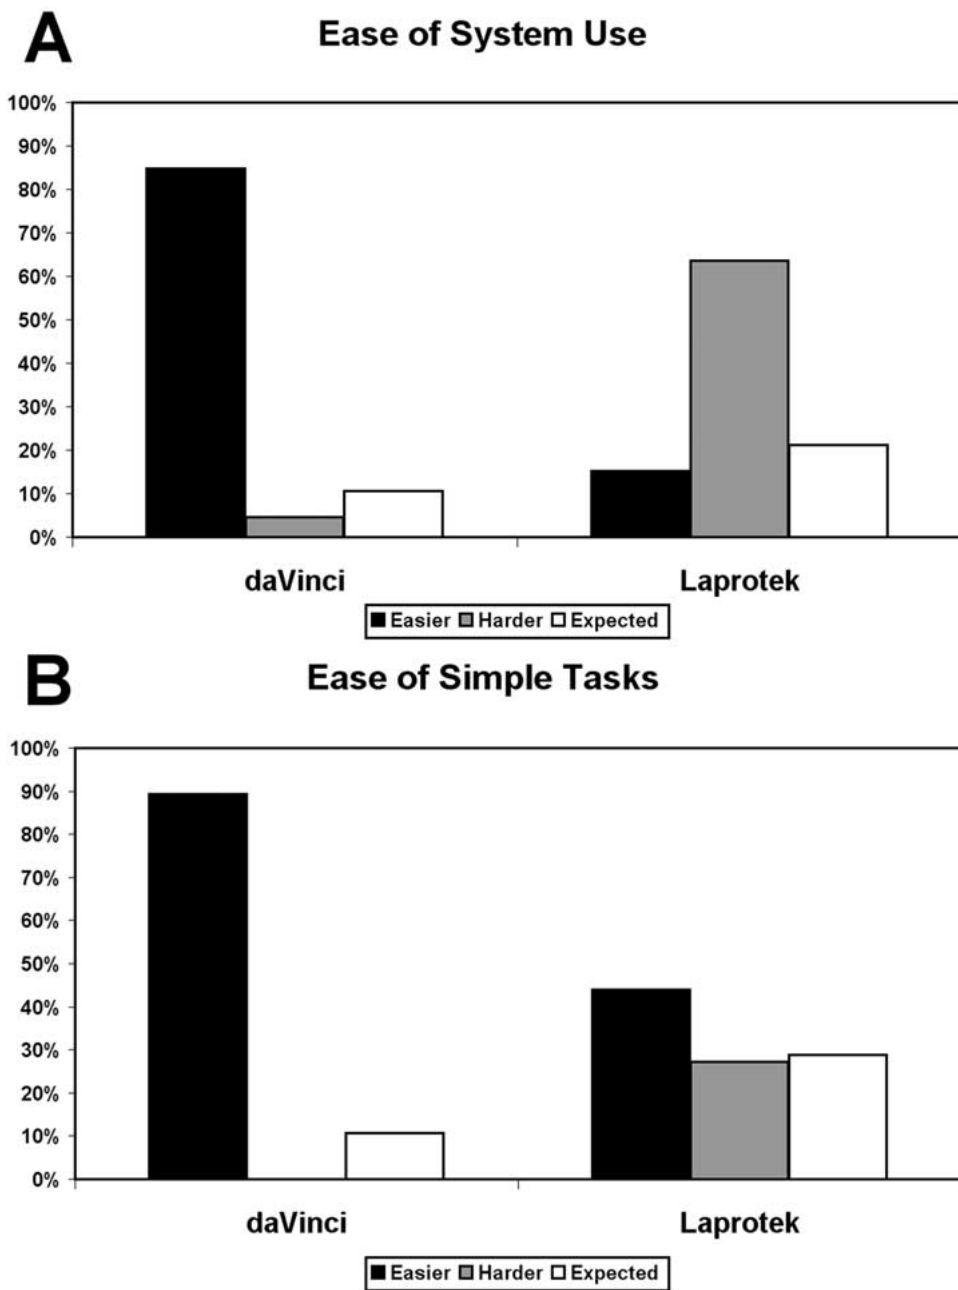 A
Ease of System Use
100%
90%
80%
70%
60%
50%
40%
30%
20%
10%
0%
daVinci Laprotek
Easier Harder Expected
B
Ease of Simple Tasks
100%
90%
80%
70%
60%
50%
40%
30%
20%
10%
0%
daVinci Laprotek
Easier Harder Expected